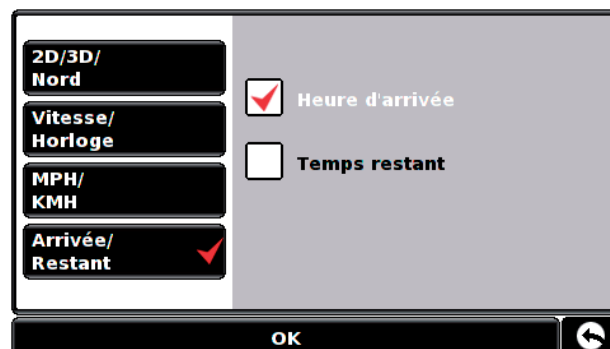 2D/3D/
Nord
Vitesse/
Horloge
MPH/
KMH
Arrivée/
Restant
Heure d'arrivée
Temps restant
OK